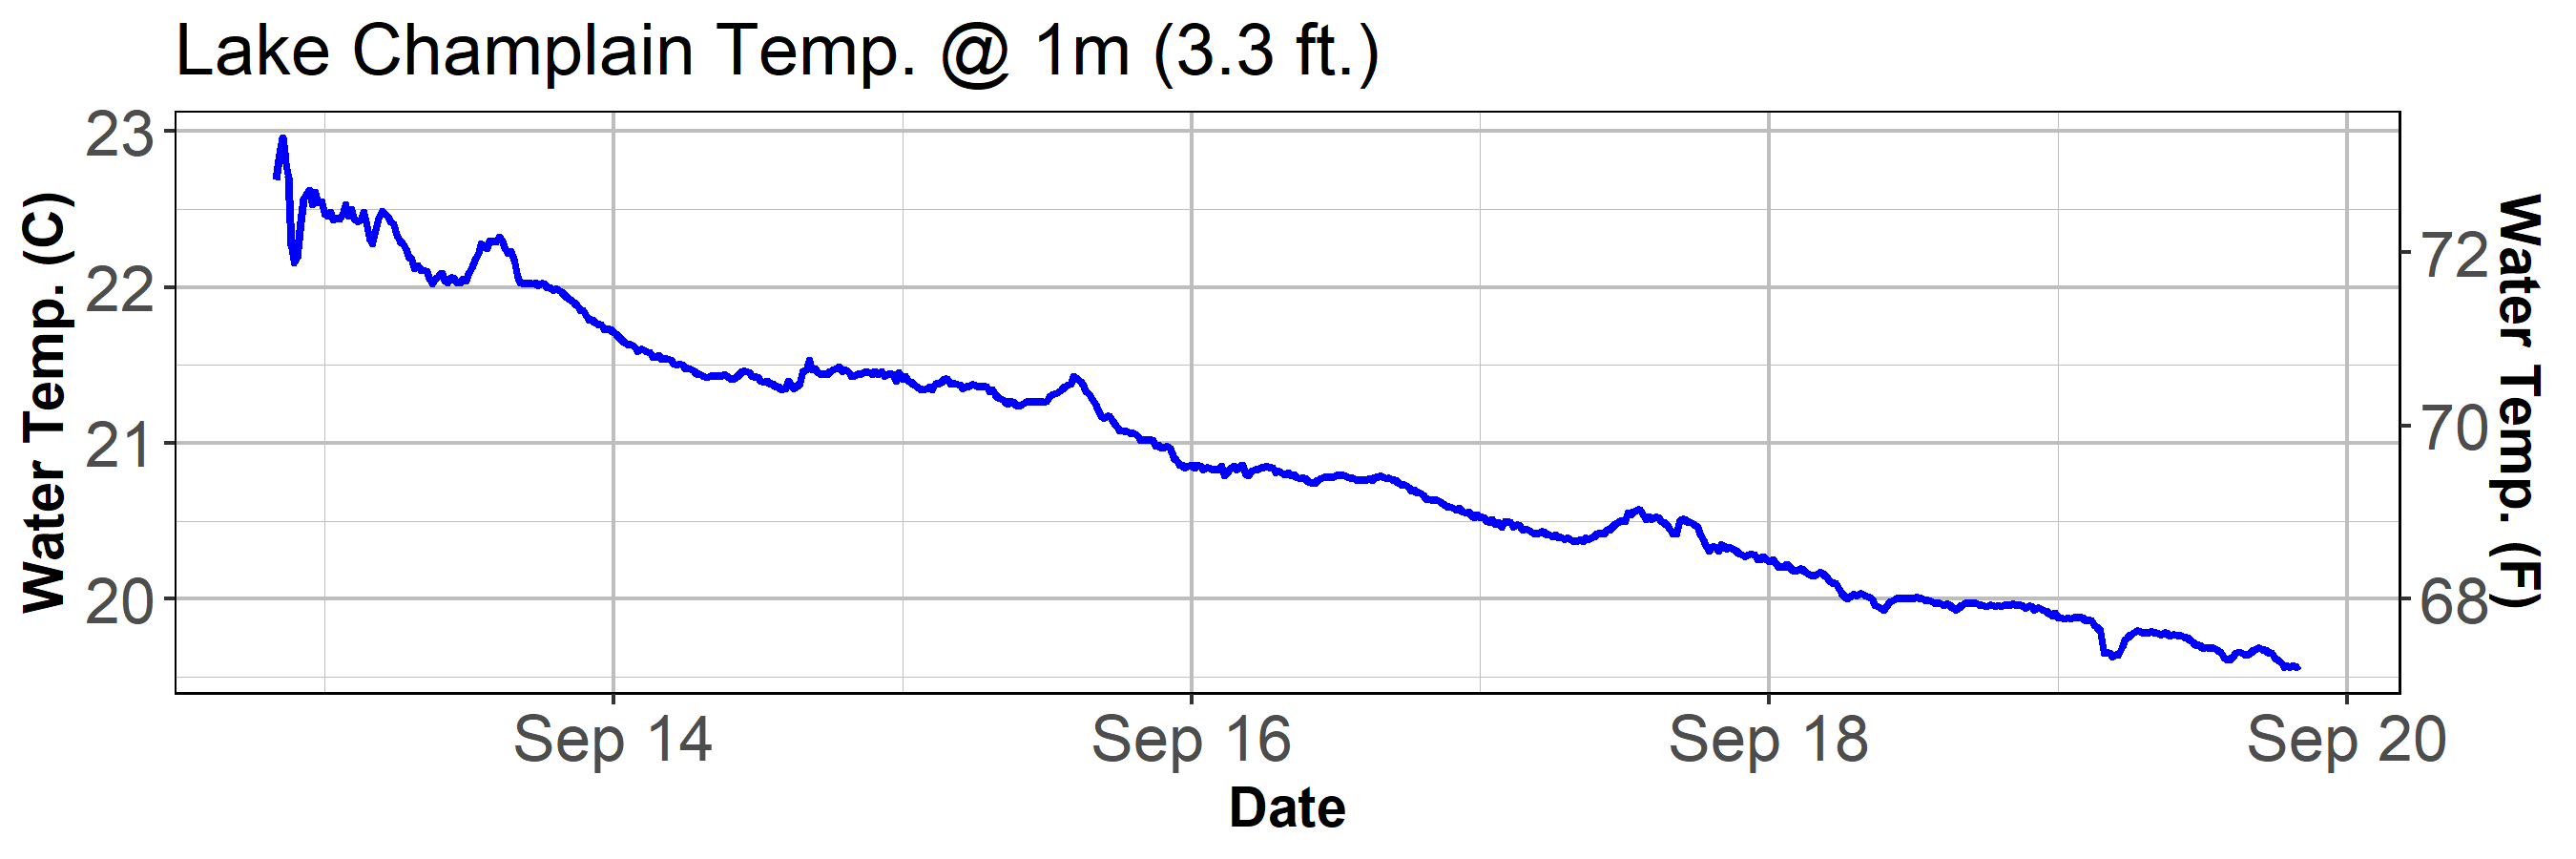 Lake Champlain Temp. @ 1m (3.3 ft.)
Water Temp. (C)
23
22
21
20
72
70
68
Water Temp. (F)
Sep 14 Sep 16 Sep 18 Sep 20
Date